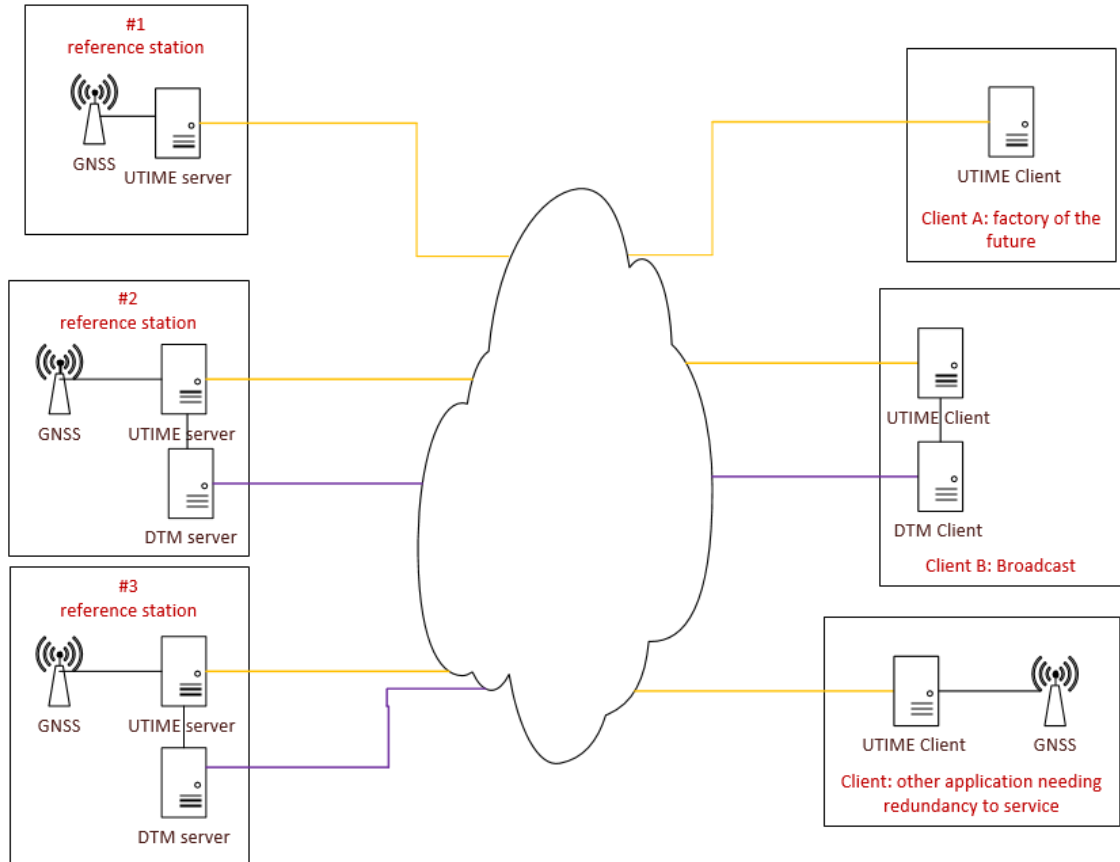 #1
reference station
GNSS
UTIME server
#2
reference station
GNSS
UTIME server
DTM server
#3
reference station
GNSS
UTIME server
DTM server
UTIME Client
Client A: factory of the
future
UTIME Client
DTM Client
Client B: Broadcast
UTIME Client
GNSS
Client: other application needing
redundancy to service